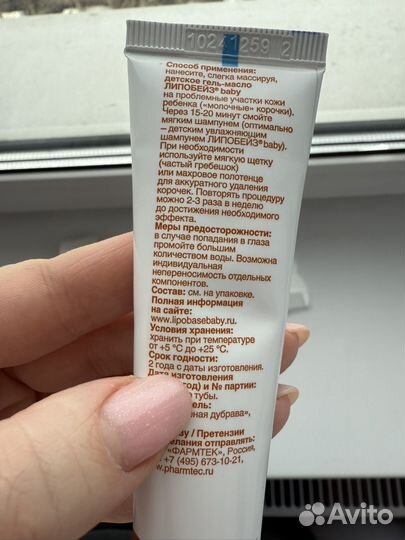 10241259 2
Способ применения:
нанесите, слегка массируя,
детское гель-масло
ЛИПОБЕЙЗ® baby
на проблемные участки кожи
ребенка («молочные» корочки).
Через 15-20 минут смойте
мягким шампунем (оптимально
– детским увлажняющим
шампунем ЛИПОБЕЙЗ® baby).
При необходимости
используйте мягкую щетку
(частый гребешок)
или махровое полотенце
для аккуратного удаления
корочек. Повторять процедуру
можно 2-3 раза в неделю
до достижения необходимого
эффекта.
Меры предосторожности:
в случае попадания в глаза
промойте большим
количеством воды. Возможна
индивидуальная
непереносимость отдельных
компонентов.
Состав: см. на упаковке.
Полная информация
на сайте:
www.lipobasebaby.ru.
Условия хранения:
хранить при температуре
от +5 °C до +25 °C.
Срок годности:
2 года с даты изготовления.
Дата изготовления
год) и № партии:
тубы.
ель:
ная дубрава»,
ву / Претензии
елания отправлять:
«ФАРМТЕК», Россия,
+7 (495) 673-10-21,
www.pharmtec.ru
Avito